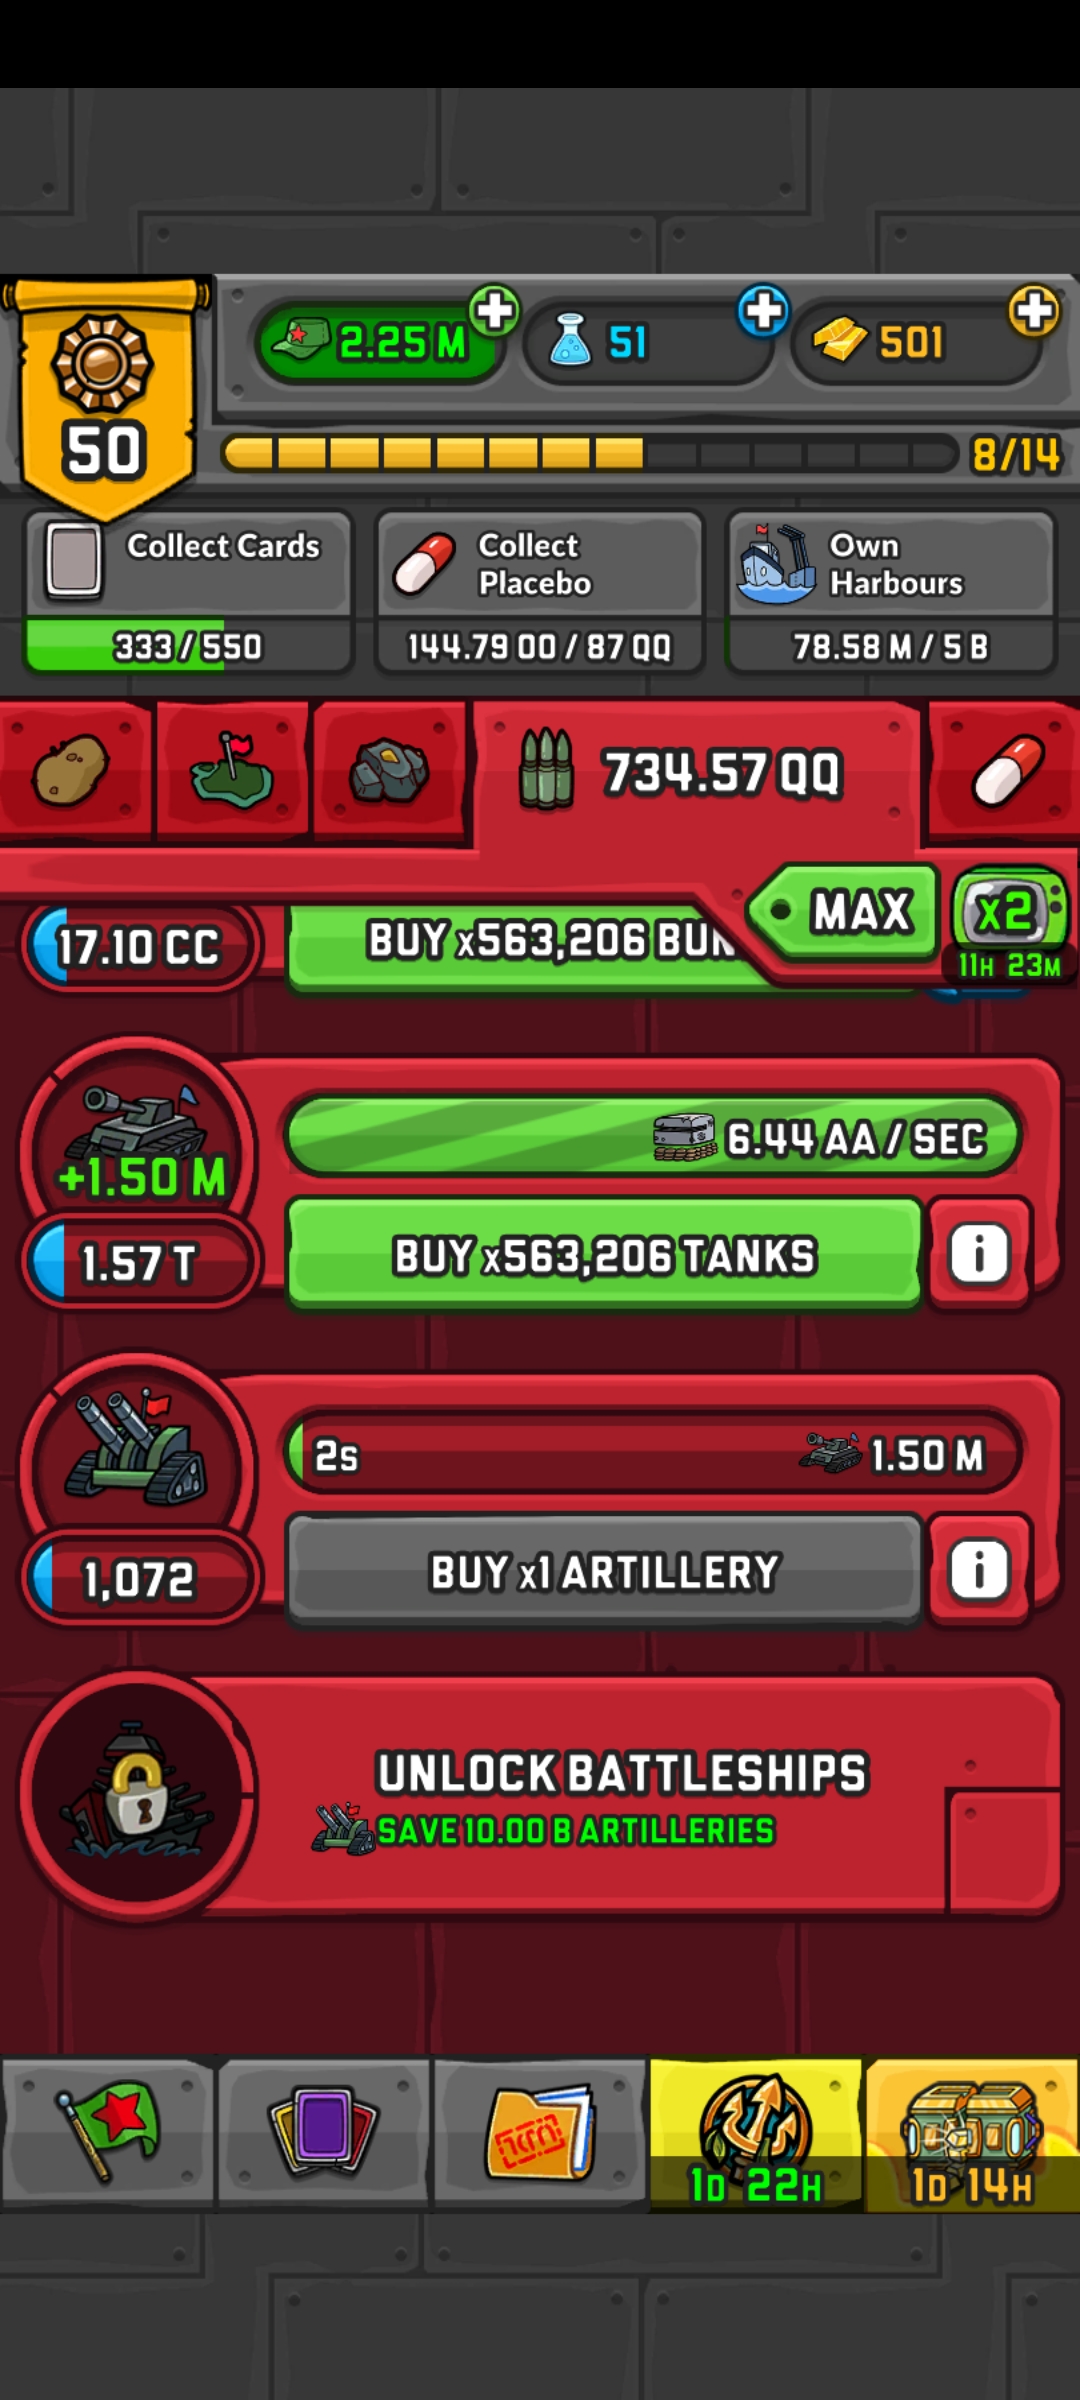 2.25 M
51
501
50
8/14
Collect Cards
333 / 550
Collect
Placebo
144.79 OO / 87 QQ
Own
Harbours
78.58 M / 5 B
734.57 QQ
MAX
x2
11H 23M
17.10 CC
BUY x563,206 BUN
+1.50 M
6.44 AA / SEC
1.57 T
BUY x563,206 TANKS
i
2s
1.50 M
1,072
BUY x1 ARTILLERY
i
UNLOCK BATTLESHIPS
SAVE 10.00 B ARTILLERIES
1D 22H
1D 14H